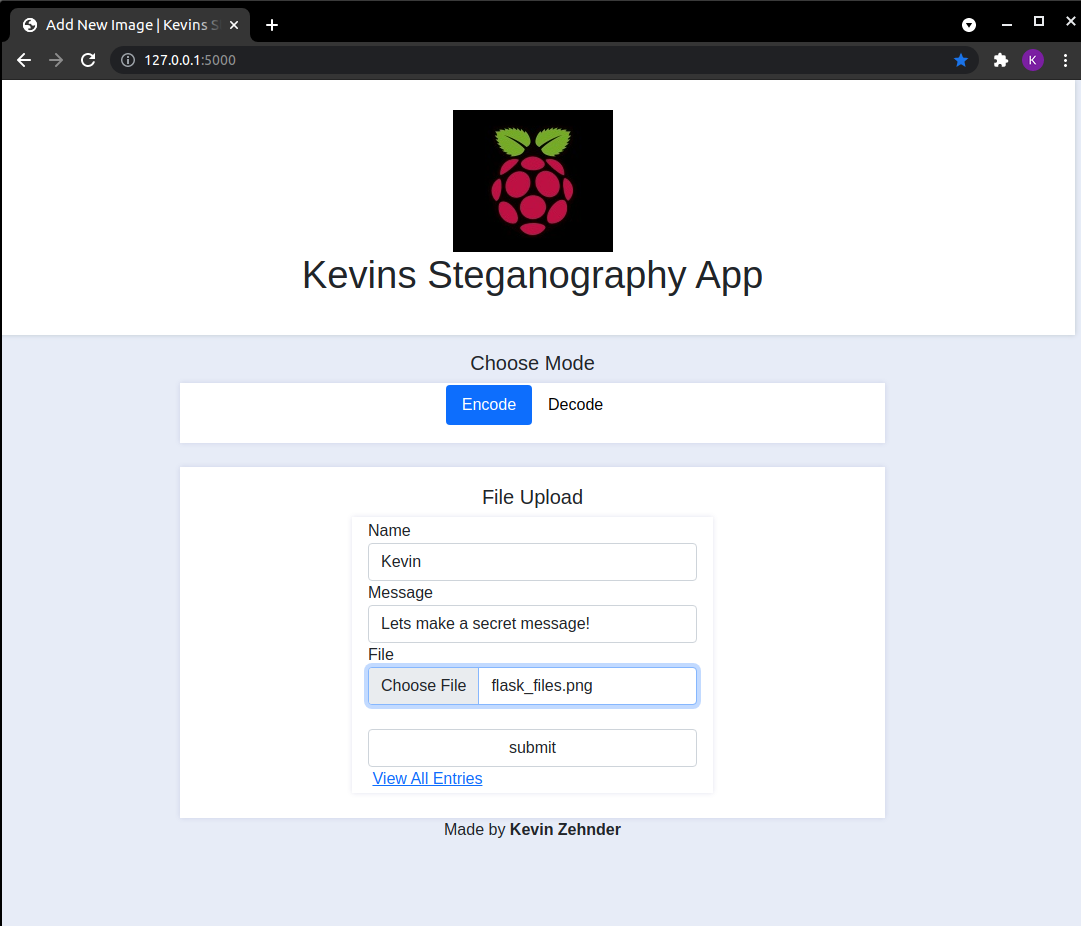 Add New Image | Kevins S
127.0.0.1:5000
K
Kevins Steganography App
Choose Mode
Encode Decode
File Upload
Name
Kevin
Message
Lets make a secret message!
File
Choose File flask_files.png
submit
View All Entries
Made by Kevin Zehnder